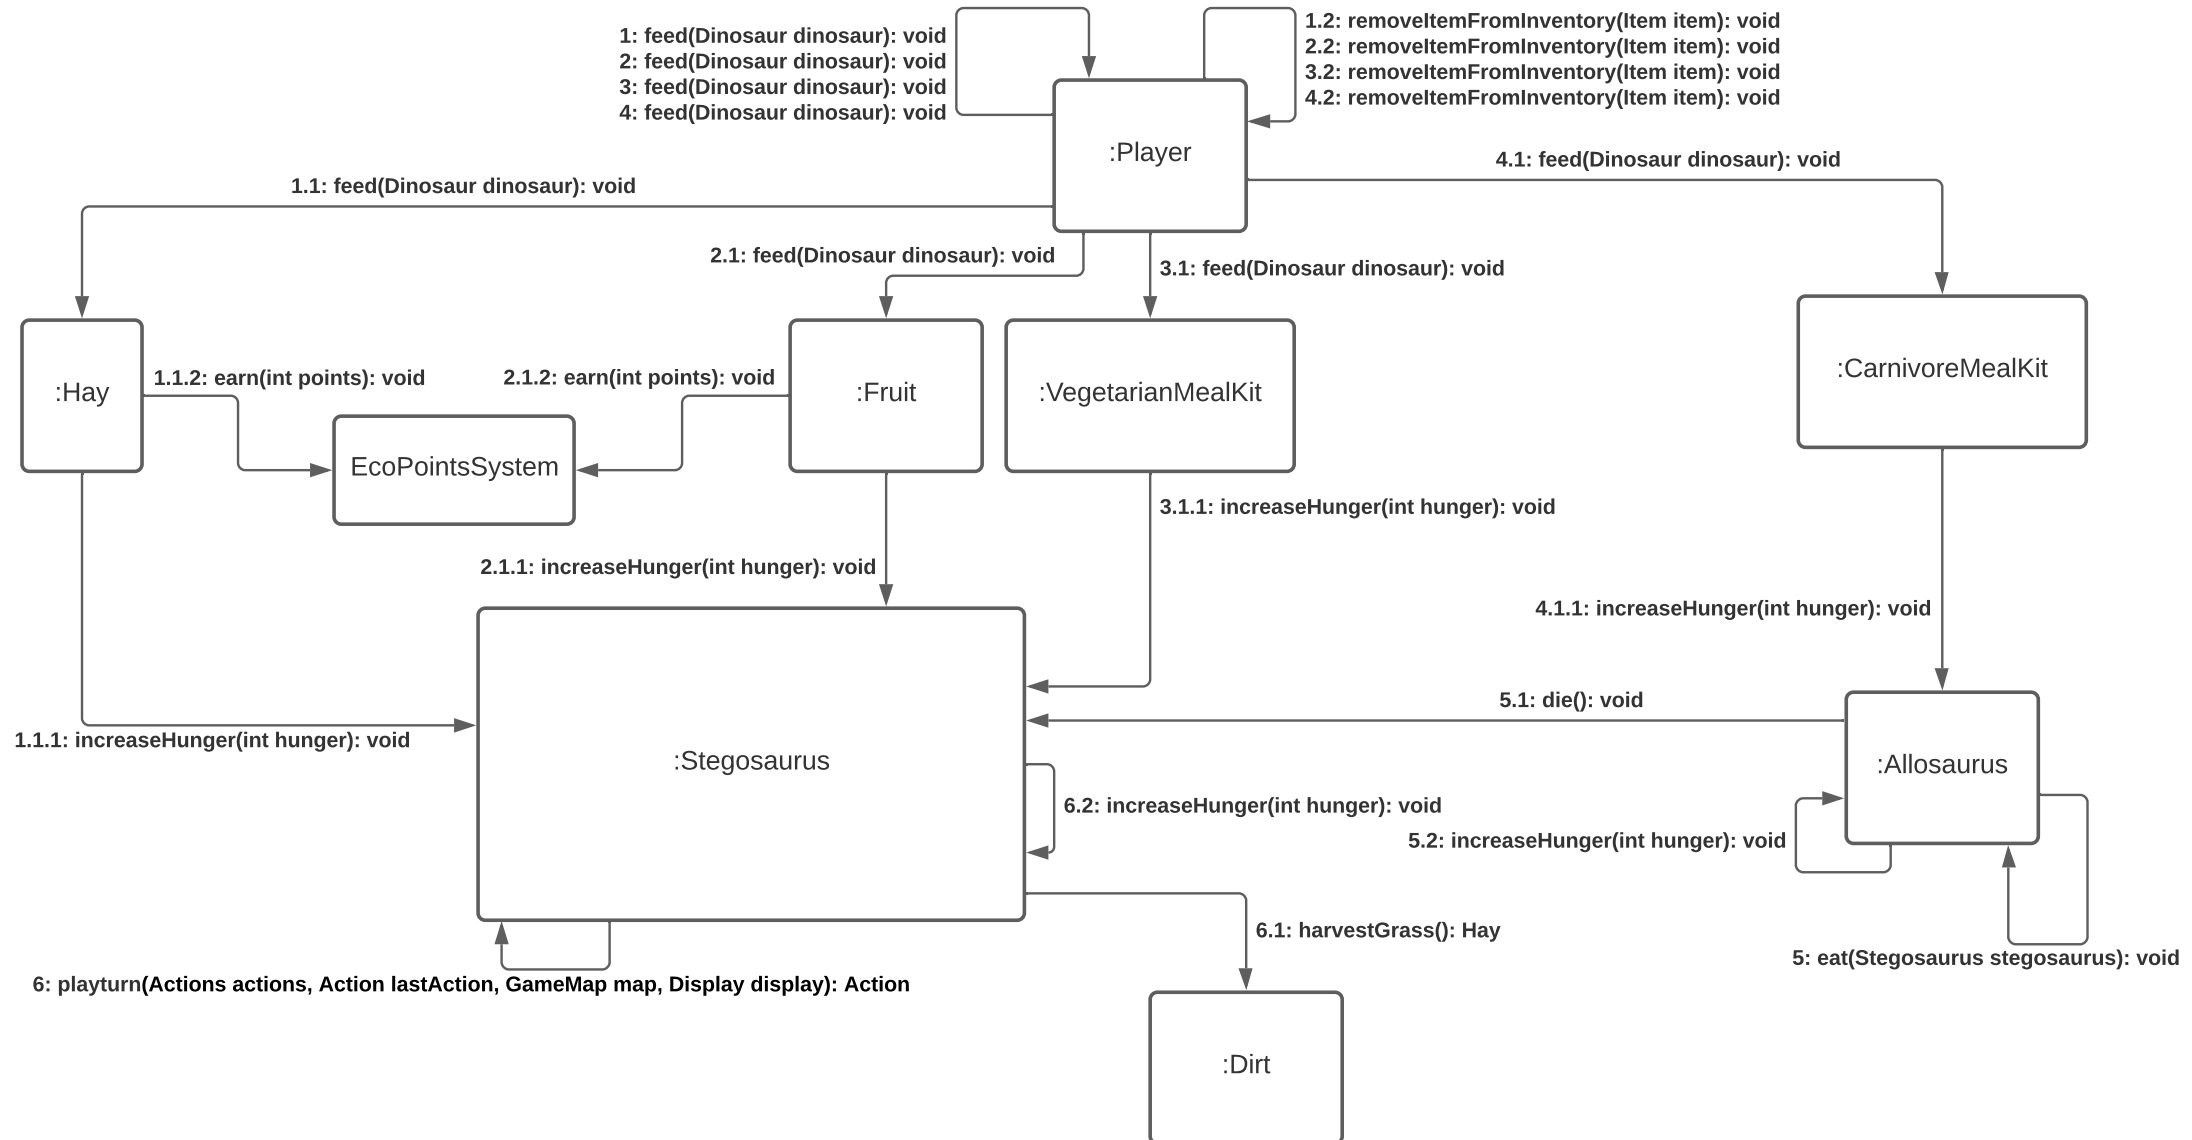 1: feed(Dinosaur dinosaur): void
2: feed(Dinosaur dinosaur): void
3: feed(Dinosaur dinosaur): void
4: feed(Dinosaur dinosaur): void
1.2: removeItemFromInventory(Item item): void
2.2: removeItemFromInventory(Item item): void
3.2: removeItemFromInventory(Item item): void
4.2: removeItemFromInventory(Item item): void
:Player
4.1: feed(Dinosaur dinosaur): void
1.1: feed(Dinosaur dinosaur): void
2.1: feed(Dinosaur dinosaur): void
3.1: feed(Dinosaur dinosaur): void
:Hay
1.1.2: earn(int points): void
2.1.2: earn(int points): void
:Fruit
:VegetarianMealKit
:CarnivoreMealKit
EcoPointsSystem
3.1.1: increaseHunger(int hunger): void
2.1.1: increaseHunger(int hunger): void
4.1.1: increaseHunger(int hunger): void
5.1: die(): void
1.1.1: increaseHunger(int hunger): void
:Stegosaurus
:Allosaurus
6.2: increaseHunger(int hunger): void
5.2: increaseHunger(int hunger): void
6.1: harvestGrass(): Hay
5: eat(Stegosaurus stegosaurus): void
6: playturn(Actions actions, Action lastAction, GameMap map, Display display): Action
:Dirt